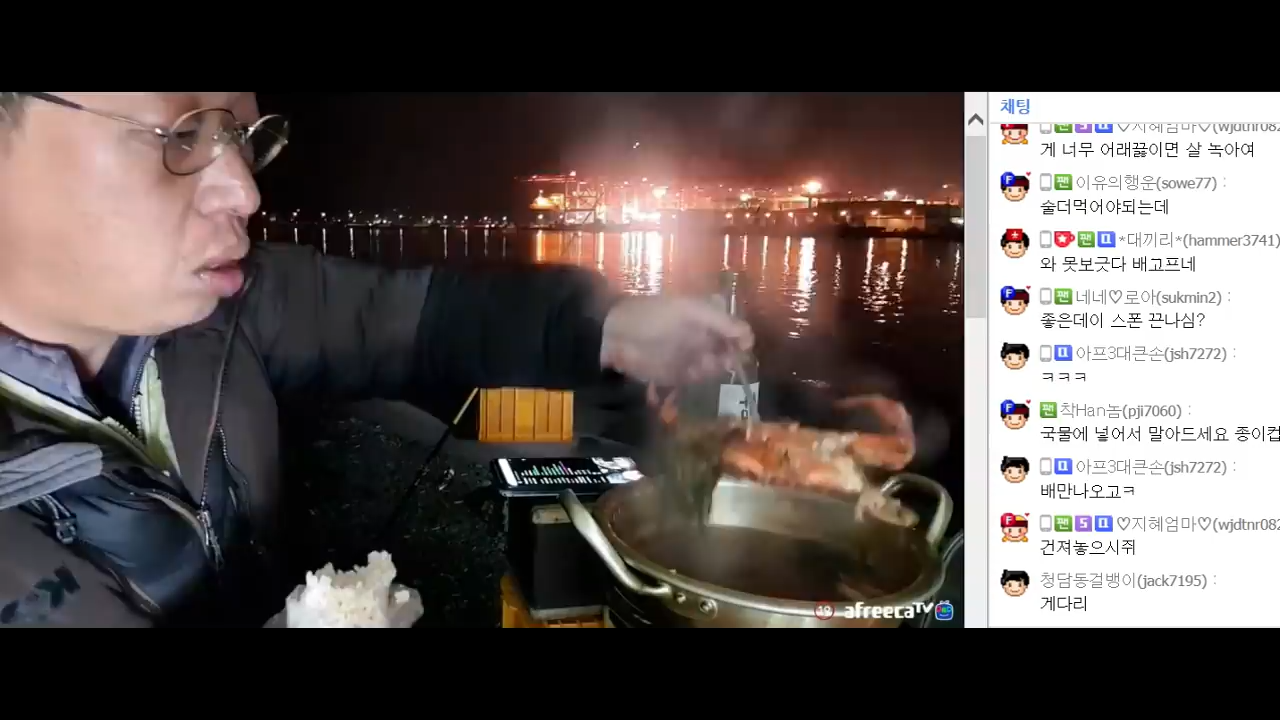 채팅
♡지혜엄마♡(wjdtnr082
게 너무 어래끓이면 살 녹아여
팬 이유의행운(sowe77) :
술더먹어야되는데
팬 *대끼리*(hammer3741)
와 못보긋다 배고프네
팬 네네♡로아(sukmin2) :
좋은데이 스폰 끈나심?
아프3대큰손(jsh7272) :
ㅋㅋㅋ
팬 착Han놈(pji7060) :
국물에 넣어서 말아드세요 종이컵
아프3대큰손(jsh7272) :
배만나오고ㅋ
팬 S ♡지혜엄마♡(wjdtnr082
건져놓으시쥐
청담동걸뱅이(jack7195) :
게다리
19 afreecaTV